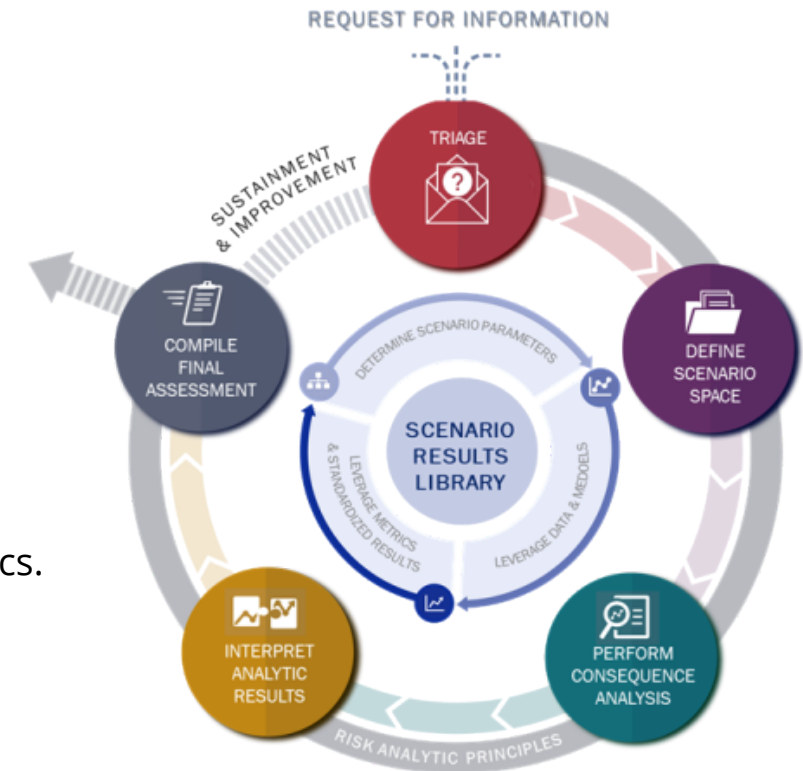 REQUEST FOR INFORMATION
TRIAGE
?
SUSTAINMENT
& IMPROVEMENT
COMPILE
FINAL
ASSESSMENT
DEFINE
SCENARIO
SPACE
DETERMINE SCENARIO PARAMETERS
SCENARIO
RESULTS
LIBRARY
LEVERAGE METRICS
& STANDARDIZED RESULTS
LEVERAGE DATA & MEDOELS
cs.
INTERPRET
ANALYTIC
RESULTS
PERFORM
CONSEQUENCE
ANALYSIS
RISK ANALYTIC PRINCIPLES